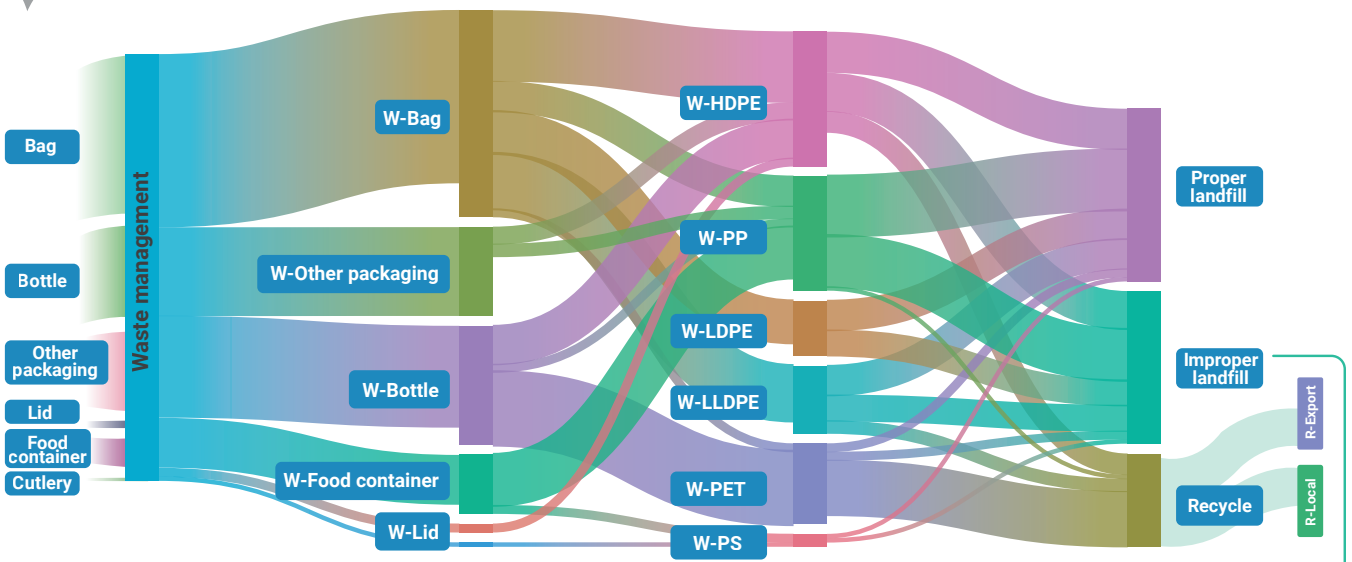 Bag
Bottle
Other
packaging
Lid
Food
container
Cutlery
Waste management
W-Bag
W-Other packaging
W-Bottle
W-Food container
W-Lid
W-HDPE
W-PP
W-LDPE
W-LLDPE
W-PET
W-PS
Proper
landfill
Improper
landfill
Recycle
R-Export
R-Local